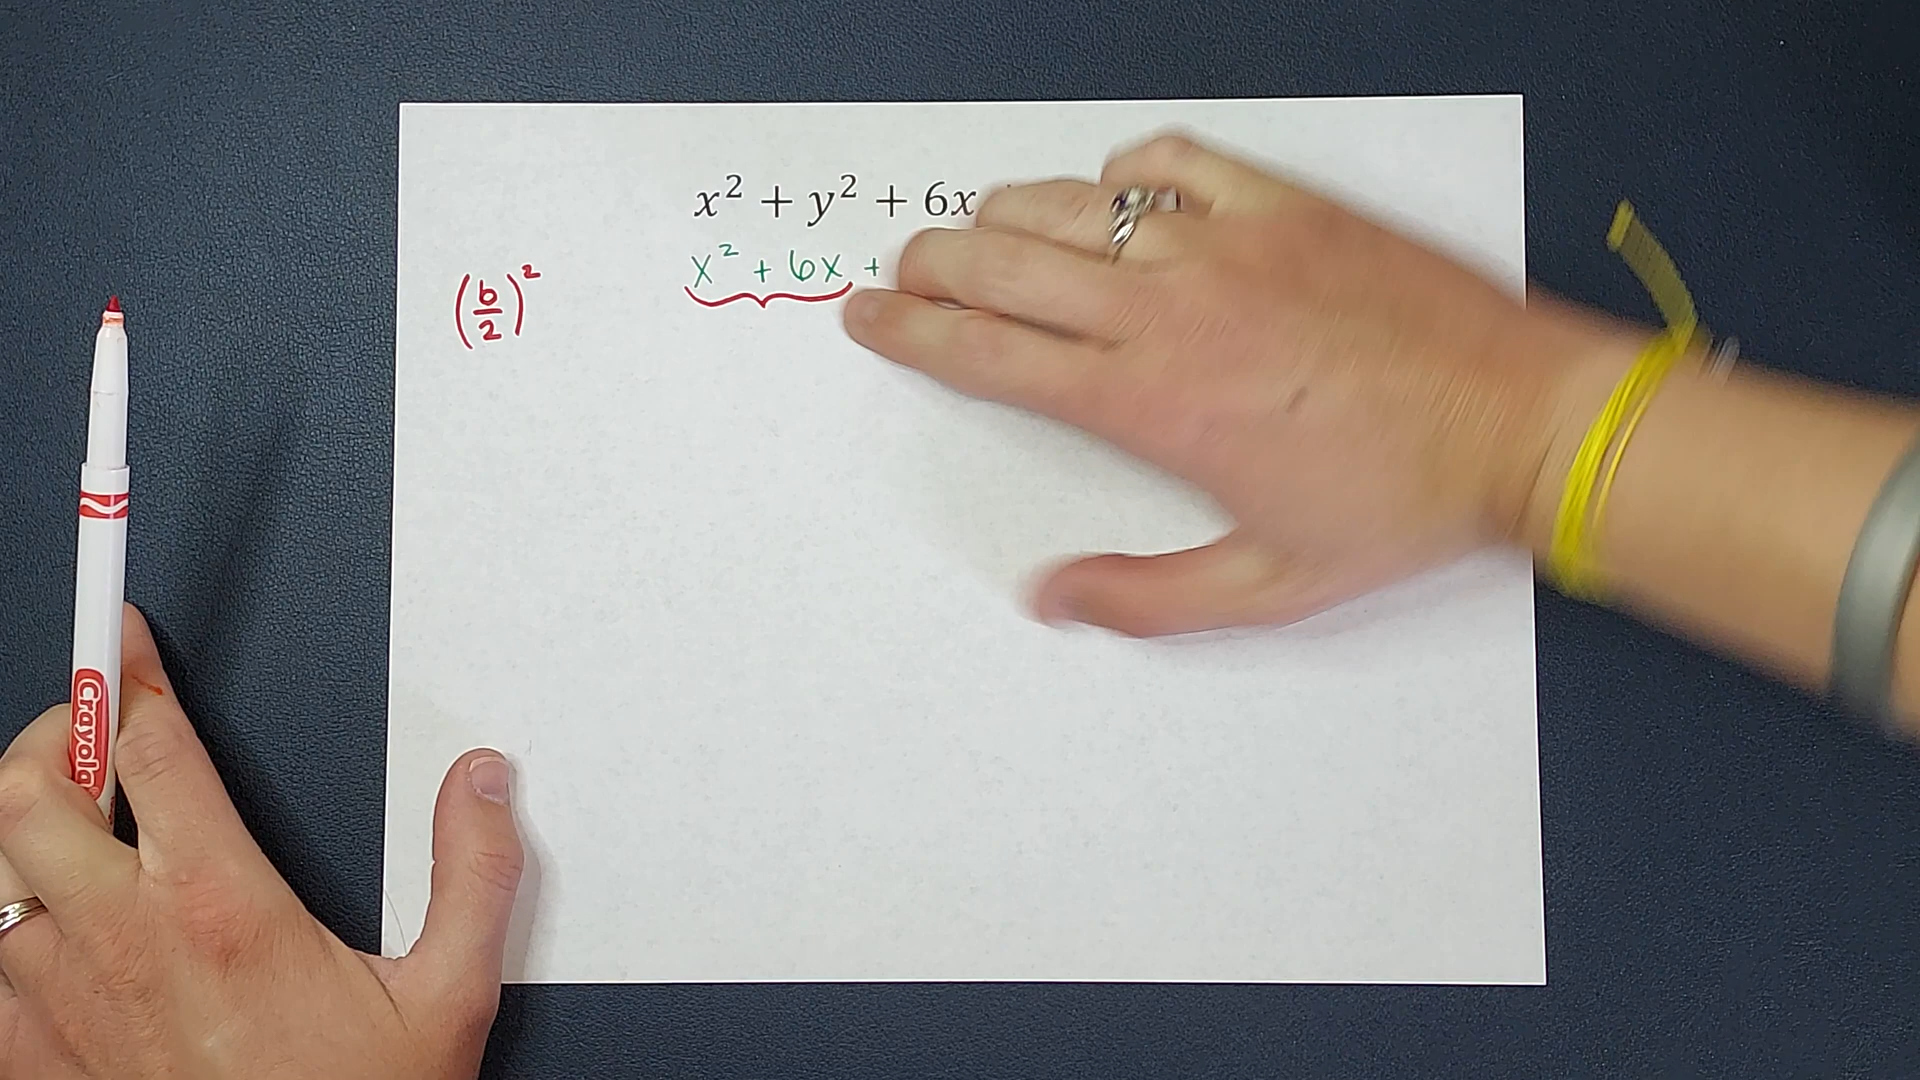 x² + y² + 6x
x² + 6x +
(b/2)²
Crayola